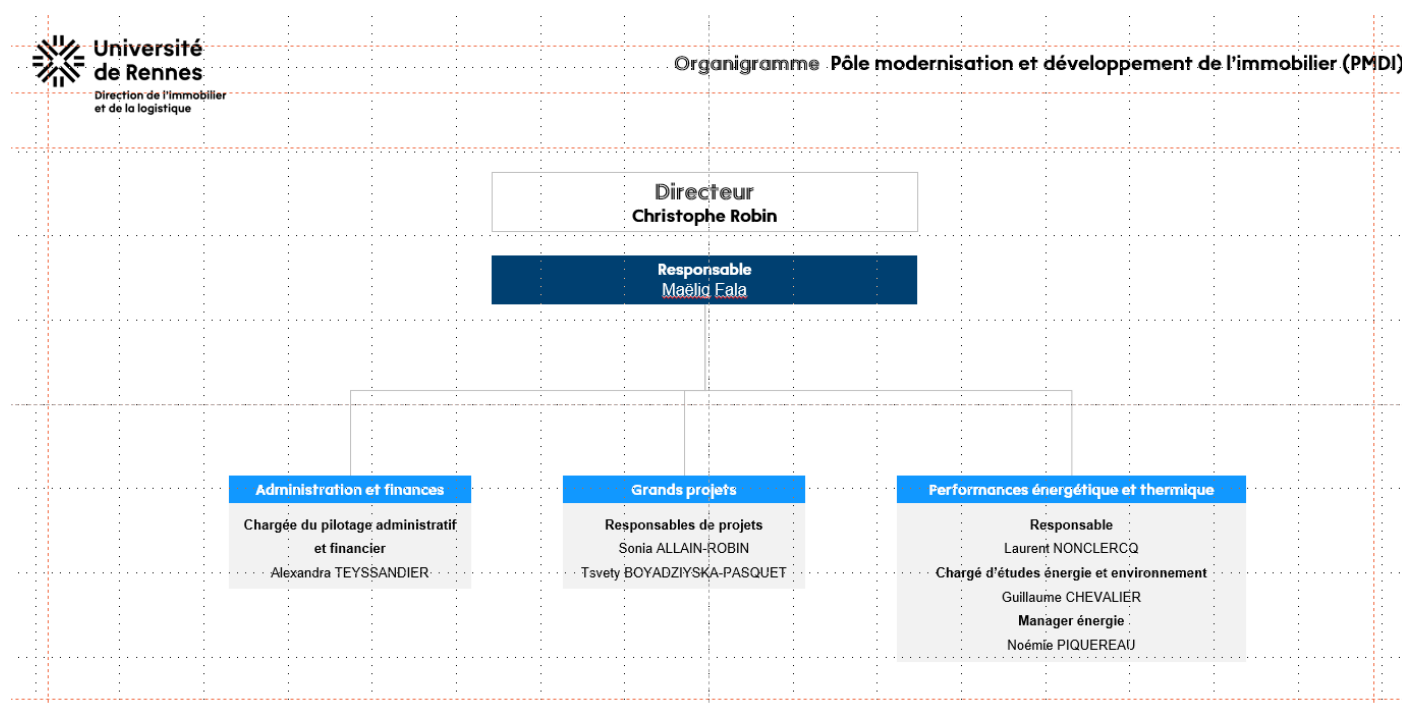 Université
de Rennes
Direction de l'immobilier
et de la logistique
Organigramme Pôle modernisation et développement de l'immobilier (PMDI)
Directeur
Christophe Robin
Responsable
Maëlig Fala
Administration et finances
Chargée du pilotage administratif
et financier
Alexandra TEYSSANDIER
Grands projets
Responsables de projets
Sonia ALLAIN-ROBIN
Tsvety BOYADZIYSKA-PASQUET
Performances énergétique et thermique
Responsable
Laurent NONCLERCQ
Chargé d'études énergie et environnement
Guillaume CHEVALIER
Manager énergie
Noémie PIQUEREAU